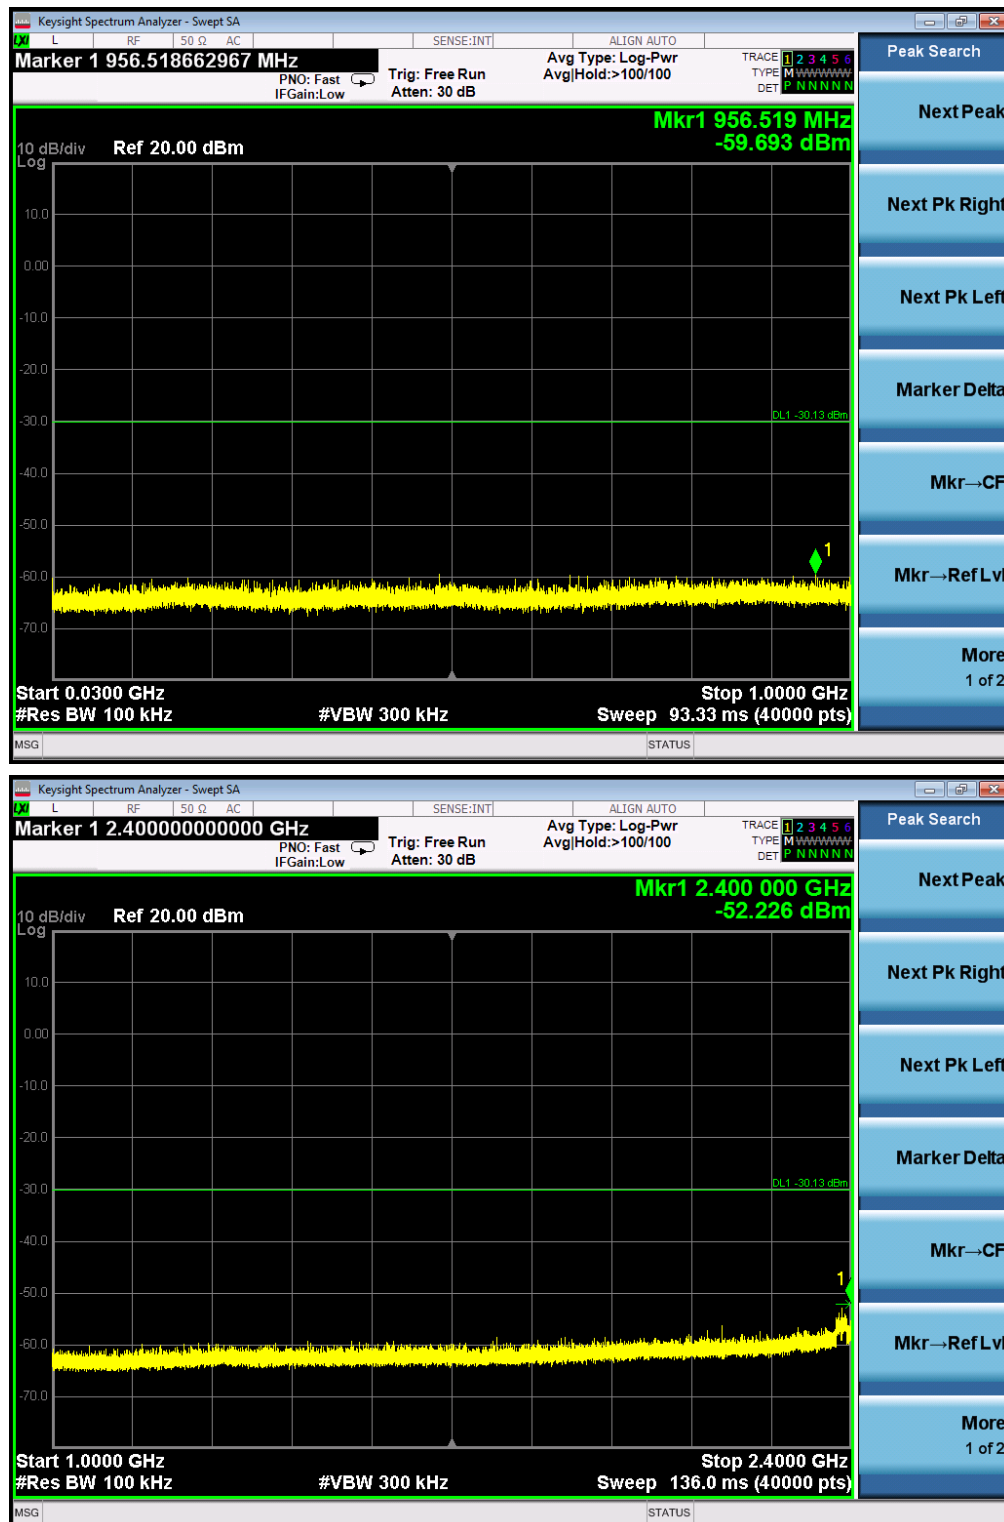 Keysight Spectrum Analyzer - Swept SA
LXI L RF 50 Ω AC SENSE:INT ALIGN AUTO
Marker 1 956.518662967 MHz
PNO: Fast
IFGain:Low
Trig: Free Run
Atten: 30 dB
Avg Type: Log-Pwr
Avg|Hold:>100/100
TRACE 1 2 3 4 5 6
TYPE M WWWWW
DET P N N N N N
Peak Search
Mkr1 956.519 MHz
-59.693 dBm
10 dB/div Ref 20.00 dBm
Log
10.0
0.00
-10.0
-20.0
-30.0
DL1 -30.13 dBm
-40.0
-50.0
1
-60.0
-70.0
Start 0.0300 GHz Stop 1.0000 GHz
#Res BW 100 kHz #VBW 300 kHz Sweep 93.33 ms (40000 pts)
MSG STATUS
Next Peak
Next Pk Right
Next Pk Left
Marker Delta
Mkr→CF
Mkr→Ref Lvl
More
1 of 2
Keysight Spectrum Analyzer - Swept SA
LXI L RF 50 Ω AC SENSE:INT ALIGN AUTO
Marker 1 2.400000000000 GHz
PNO: Fast
IFGain:Low
Trig: Free Run
Atten: 30 dB
Avg Type: Log-Pwr
Avg|Hold:>100/100
TRACE 1 2 3 4 5 6
TYPE M WWWWW
DET P N N N N N
Peak Search
Mkr1 2.400 000 GHz
-52.226 dBm
10 dB/div Ref 20.00 dBm
Log
10.0
0.00
-10.0
-20.0
-30.0
DL1 -30.13 dBm
-40.0
1
-50.0
-60.0
-70.0
Start 1.0000 GHz Stop 2.4000 GHz
#Res BW 100 kHz #VBW 300 kHz Sweep 136.0 ms (40000 pts)
MSG STATUS
Next Peak
Next Pk Right
Next Pk Left
Marker Delta
Mkr→CF
Mkr→Ref Lvl
More
1 of 2